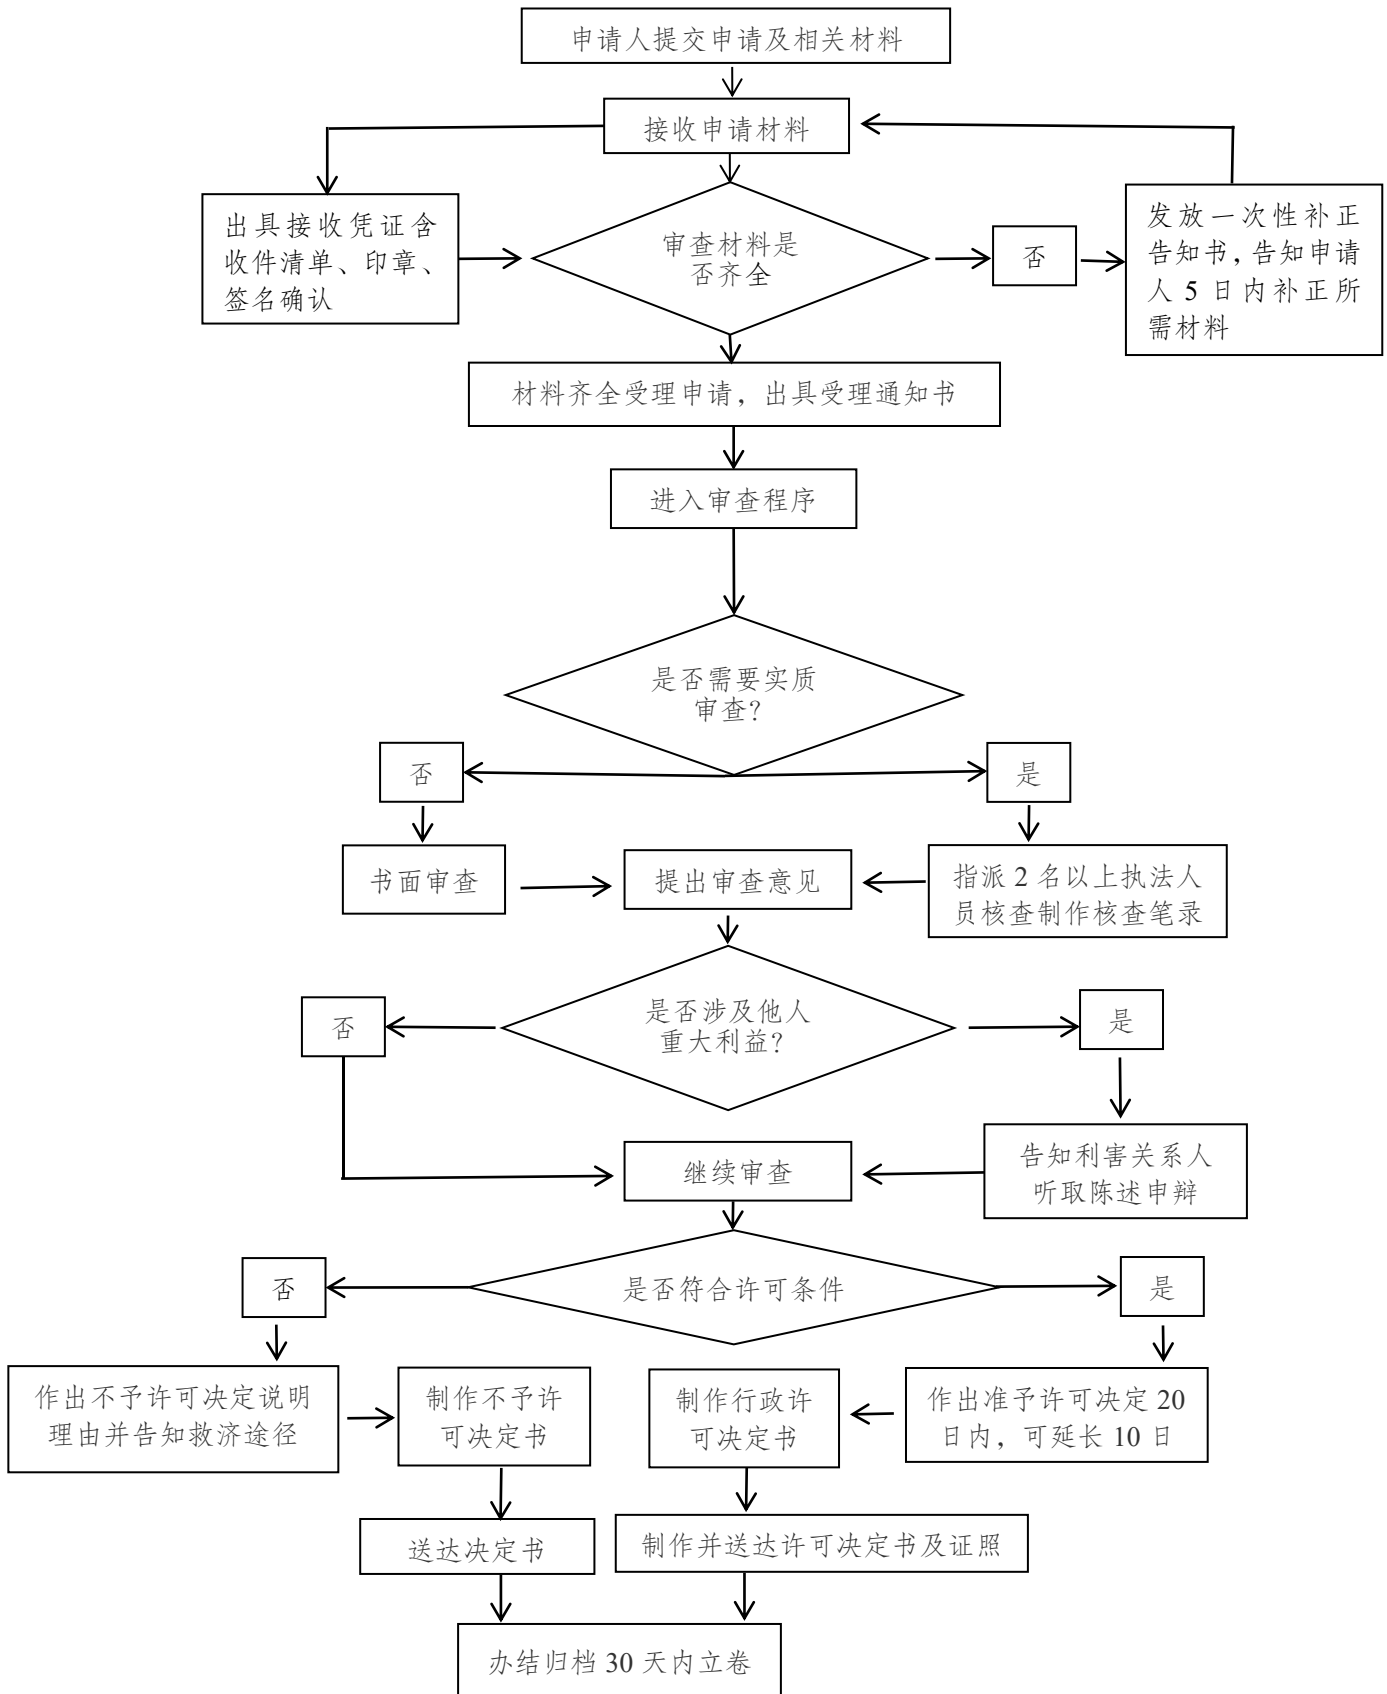 申请人提交申请及相关材料
接收申请材料
出具接收凭证含
收件清单、印章、
签名确认
审查材料是
否齐全
否
发放一次性补正
告知书，告知申请
人 5 日内补正所
需材料
材料齐全受理申请，出具受理通知书
进入审查程序
是否需要实质
审查？
否
是
书面审查
提出审查意见
指派 2 名以上执法人
员核查制作核查笔录
否
是否涉及他人
重大利益？
是
继续审查
告知利害关系人
听取陈述申辩
否
是否符合许可条件
是
作出不予许可决定说明
理由并告知救济途径
制作不予许
可决定书
制作行政许
可决定书
作出准予许可决定 20
日内，可延长 10 日
送达决定书
制作并送达许可决定书及证照
办结归档 30 天内立卷